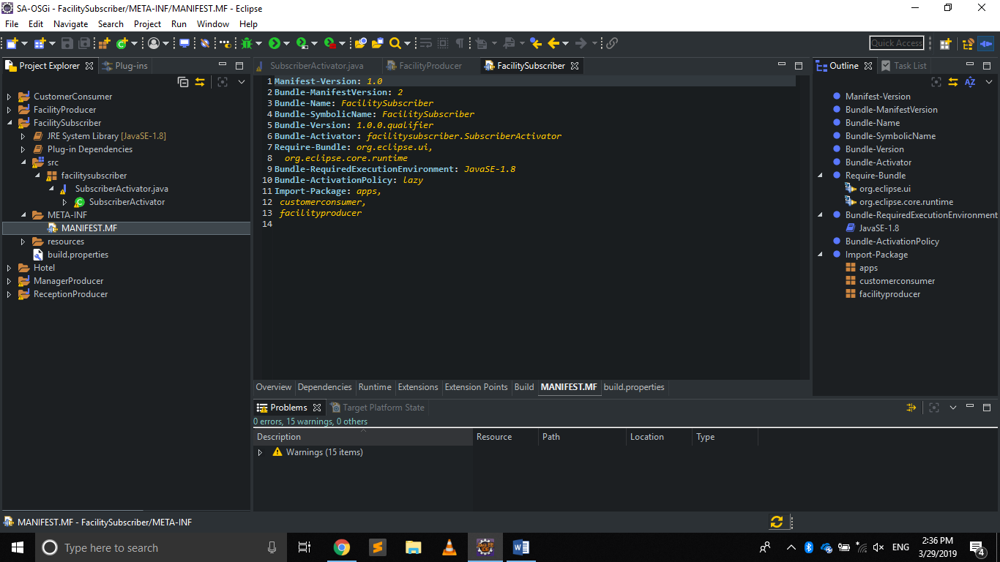 SA-OSGi - FacilitySubscriber/META-INF/MANIFEST.MF - Eclipse
File Edit Navigate Search Project Run Window Help
Quick Access
Project Explorer
Plug-ins
CustomerConsumer
FacilityProducer
FacilitySubscriber
JRE System Library [JavaSE-1.8]
Plug-in Dependencies
src
facilitysubscriber
SubscriberActivator.java
SubscriberActivator
META-INF
MANIFEST.MF
resources
build.properties
Hotel
ManagerProducer
ReceptionProducer
SubscriberActivator.java
FacilityProducer
FacilitySubscriber
1 Manifest-Version: 1.0
2 Bundle-ManifestVersion: 2
3 Bundle-Name: FacilitySubscriber
4 Bundle-SymbolicName: FacilitySubscriber
5 Bundle-Version: 1.0.0.qualifier
6 Bundle-Activator: facilitysubscriber.SubscriberActivator
7 Require-Bundle: org.eclipse.ui,
8 org.eclipse.core.runtime
9 Bundle-RequiredExecutionEnvironment: JavaSE-1.8
10 Bundle-ActivationPolicy: lazy
11 Import-Package: apps,
12 customerconsumer,
13 facilityproducer
14
Overview Dependencies Runtime Extensions Extension Points Build MANIFEST.MF build.properties
Outline
Task List
Manifest-Version
Bundle-ManifestVersion
Bundle-Name
Bundle-SymbolicName
Bundle-Version
Bundle-Activator
Require-Bundle
org.eclipse.ui
org.eclipse.core.runtime
Bundle-RequiredExecutionEnvironment
JavaSE-1.8
Bundle-ActivationPolicy
Import-Package
apps
customerconsumer
facilityproducer
Problems
Target Platform State
0 errors, 15 warnings, 0 others
Description Resource Path Location Type
Warnings (15 items)
MANIFEST.MF - FacilitySubscriber/META-INF
Type here to search
ENG
2:36 PM
3/29/2019
4